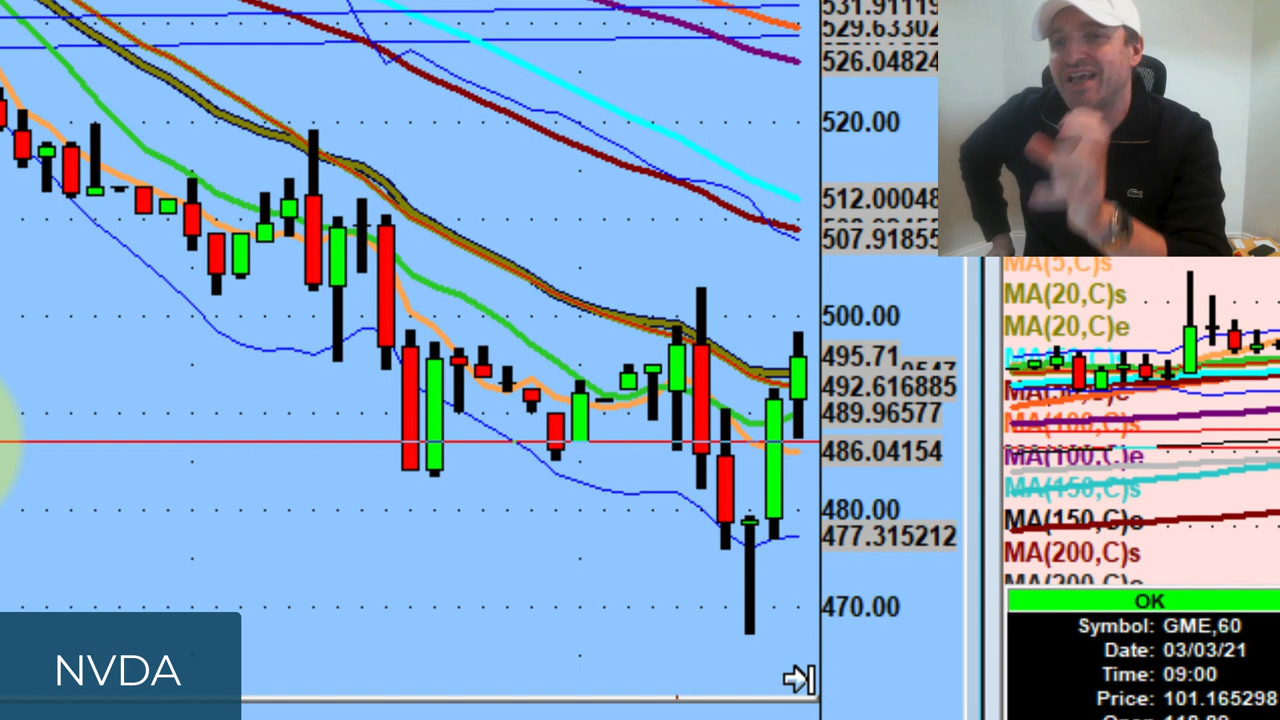 531.91119
529.63302
526.04824
520.00
512.00048
507.91855
500.00
495.71
492.616885
489.96577
486.04154
480.00
477.315212
470.00
MA(5,C)s
MA(20,C)s
MA(20,C)e
MA(100,C)s
MA(100,C)e
MA(150,C)s
MA(150,C)e
MA(200,C)s
MA(200,C)e
OK
Symbol: GME,60
Date: 03/03/21
Time: 09:00
Price: 101.165298
NVDA